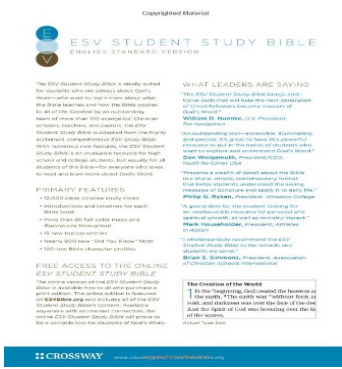 Copyrighted Material
E
S
V
ESV STUDENT STUDY BIBLE
ENGLISH STANDARD VERSION
The ESV Student Study Bible is ideally suited
for students who are serious about God's
Word—who want to learn more about what
the Bible teaches and how the Bible applies
to all of life. Created by an outstanding
team of more than 100 evangelical Christian
scholars, teachers, and pastors, the ESV
Student Study Bible is adapted from the highly
acclaimed, comprehensive ESV Study Bible.
With numerous new features, the ESV Student
Study Bible is an invaluable resource for high
school and college students, but equally for all
students of the Bible—for everyone who loves
to read and learn more about God's Word.
PRIMARY FEATURES
• 12,000 clear, concise study notes
• Introductions and timelines for each
Bible book
• More than 80 full-color maps and
illustrations throughout
• 15 new topical articles
• Nearly 900 new "Did You Know" facts
• 120 new Bible character profiles
FREE ACCESS TO THE ONLINE
ESV STUDENT STUDY BIBLE
The online version of the ESV Student Study
Bible is available free to all who purchase a
print edition. The online edition is featured
on ESVBible.org and includes all of the ESV
Student Study Bible's content. Available
anywhere with an Internet connection, the
online ESV Student Study Bible will prove to
be a versatile tool for students of God's Word.
WHAT LEADERS ARE SAYING
"The ESV Student Study Bible brings addi-
tional tools that will help the next generation
of Christ-followers become masters of
God's Word."
William D. Nuenke, U.S. President,
The Navigators
"An outstanding tool—accessible, illuminating,
and precise. It's great to have this powerful
resource to put in the hands of students who
want to explore and understand God's Word."
Dan Wolgemuth, President/CEO,
Youth for Christ USA
"Presents a wealth of detail about the Bible
in a sharp, simple, contemporary format
that helps students understand the saving
message of Scripture and apply it to daily life."
Philip G. Ryken, President, Wheaton College
"A grand slam for the student looking for
an irreplaceable resource for personal and
spiritual growth, as well as ministry impact."
Mark Householder, President, Athletes
in Action
"I wholeheartedly recommend the ESV
Student Study Bible to the schools and
students we serve."
Brian S. Simmons, President, Association
of Christian Schools International
The Creation of the World
1 In the beginning, God created the heavens a
the earth. ²The earth was without form a
void, and darkness was over the face of the dee
And the Spirit of God was hovering over the fa
of the waters.
Actual Type Size
CROSSWAY